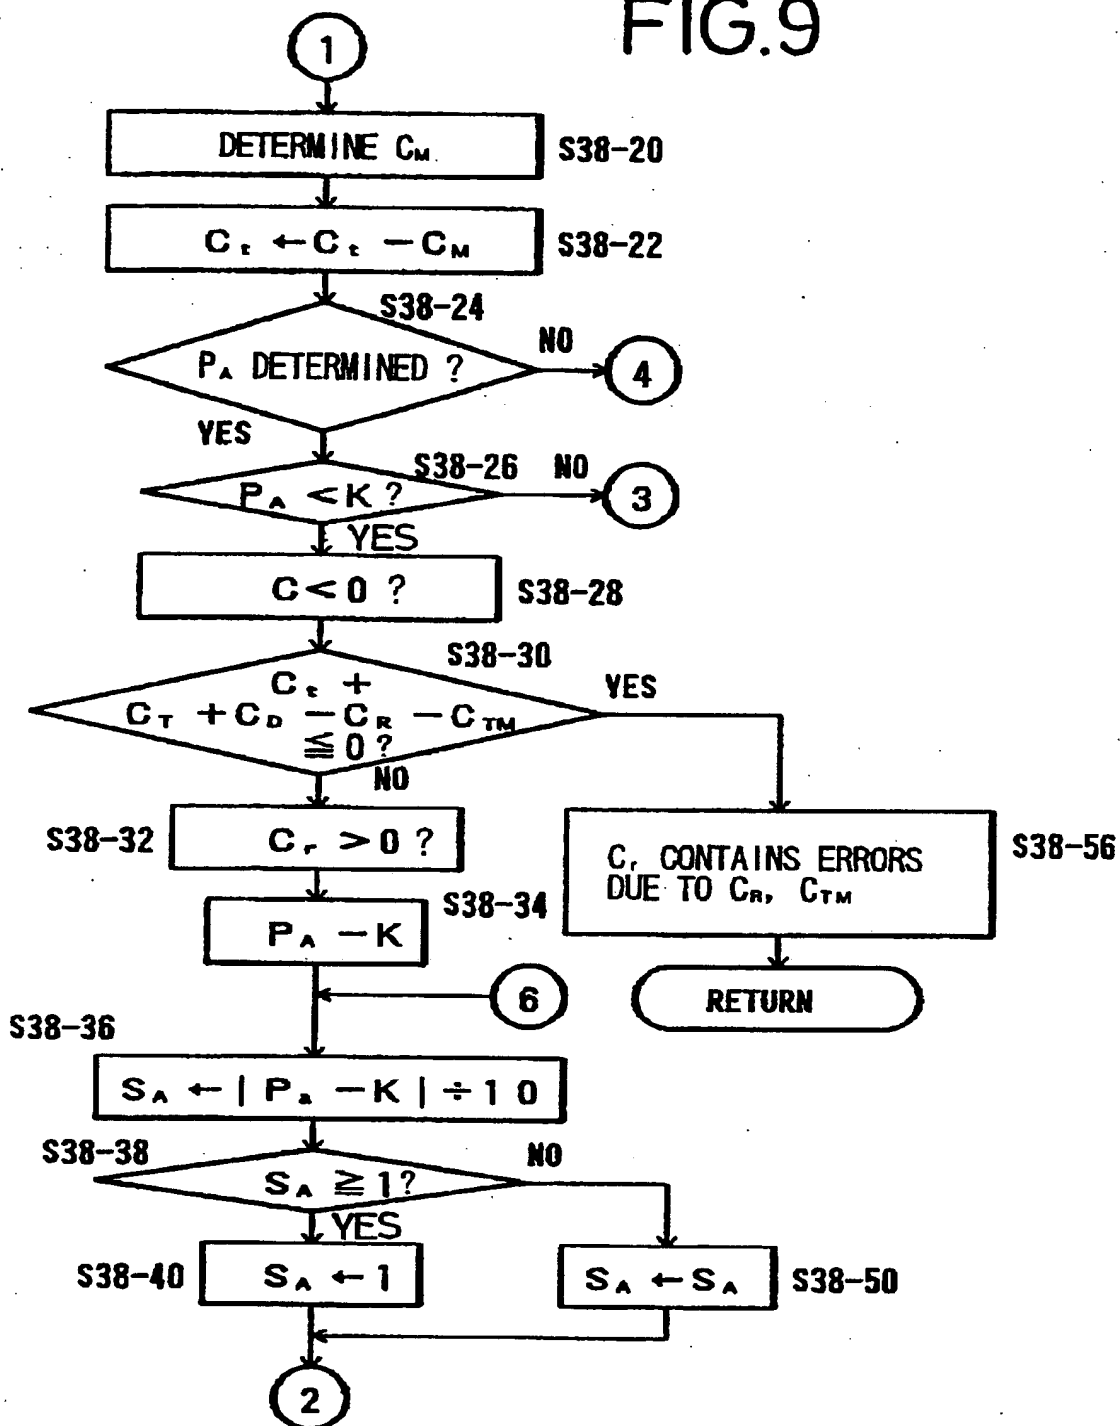 FIG.9
1
DETERMINE CM
S38-20
Ct ← Ct − CM
S38-22
S38-24
PA DETERMINED ?
NO
4
YES
S38-26
NO
PA < K ?
3
YES
C < 0 ?
S38-28
S38-30
Ct +
CT + CD − CR − CTM
≦ 0 ?
YES
NO
S38-32
Cr > 0 ?
Cr CONTAINS ERRORS
DUE TO CR, CTM
S38-56
S38-34
PA − K
6
RETURN
S38-36
SA ← | Pa − K | ÷ 1 0
S38-38
NO
SA ≧ 1 ?
YES
S38-40
SA ← 1
SA ← SA
S38-50
2